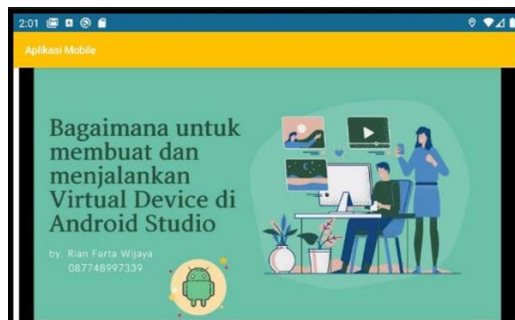 2:01
Aplikasi Mobile
Bagaimana untuk
membuat dan
menjalankan
Virtual Device di
Android Studio
by. Rian Farta Wijaya
087748997339